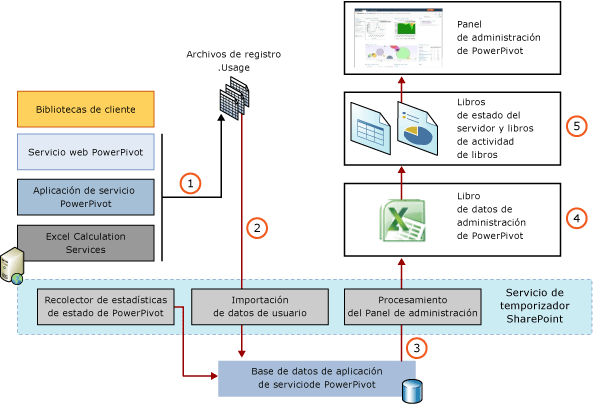 Archivos de registro
.Usage
Bibliotecas de cliente
Servicio web PowerPivot
Aplicación de servicio
PowerPivot
Excel Calculation
Services
1
2
Panel
de administración
de PowerPivot
Libros
de estado del
servidor y libros
de actividad
de libros
5
Libro
de datos de
administración
de PowerPivot
4
Recolector de estadísticas
de estado de PowerPivot
Importación
de datos de usuario
Procesamiento
del Panel de administración
Servicio de
temporizador
SharePoint
3
Base de datos de aplicación
de serviciode PowerPivot